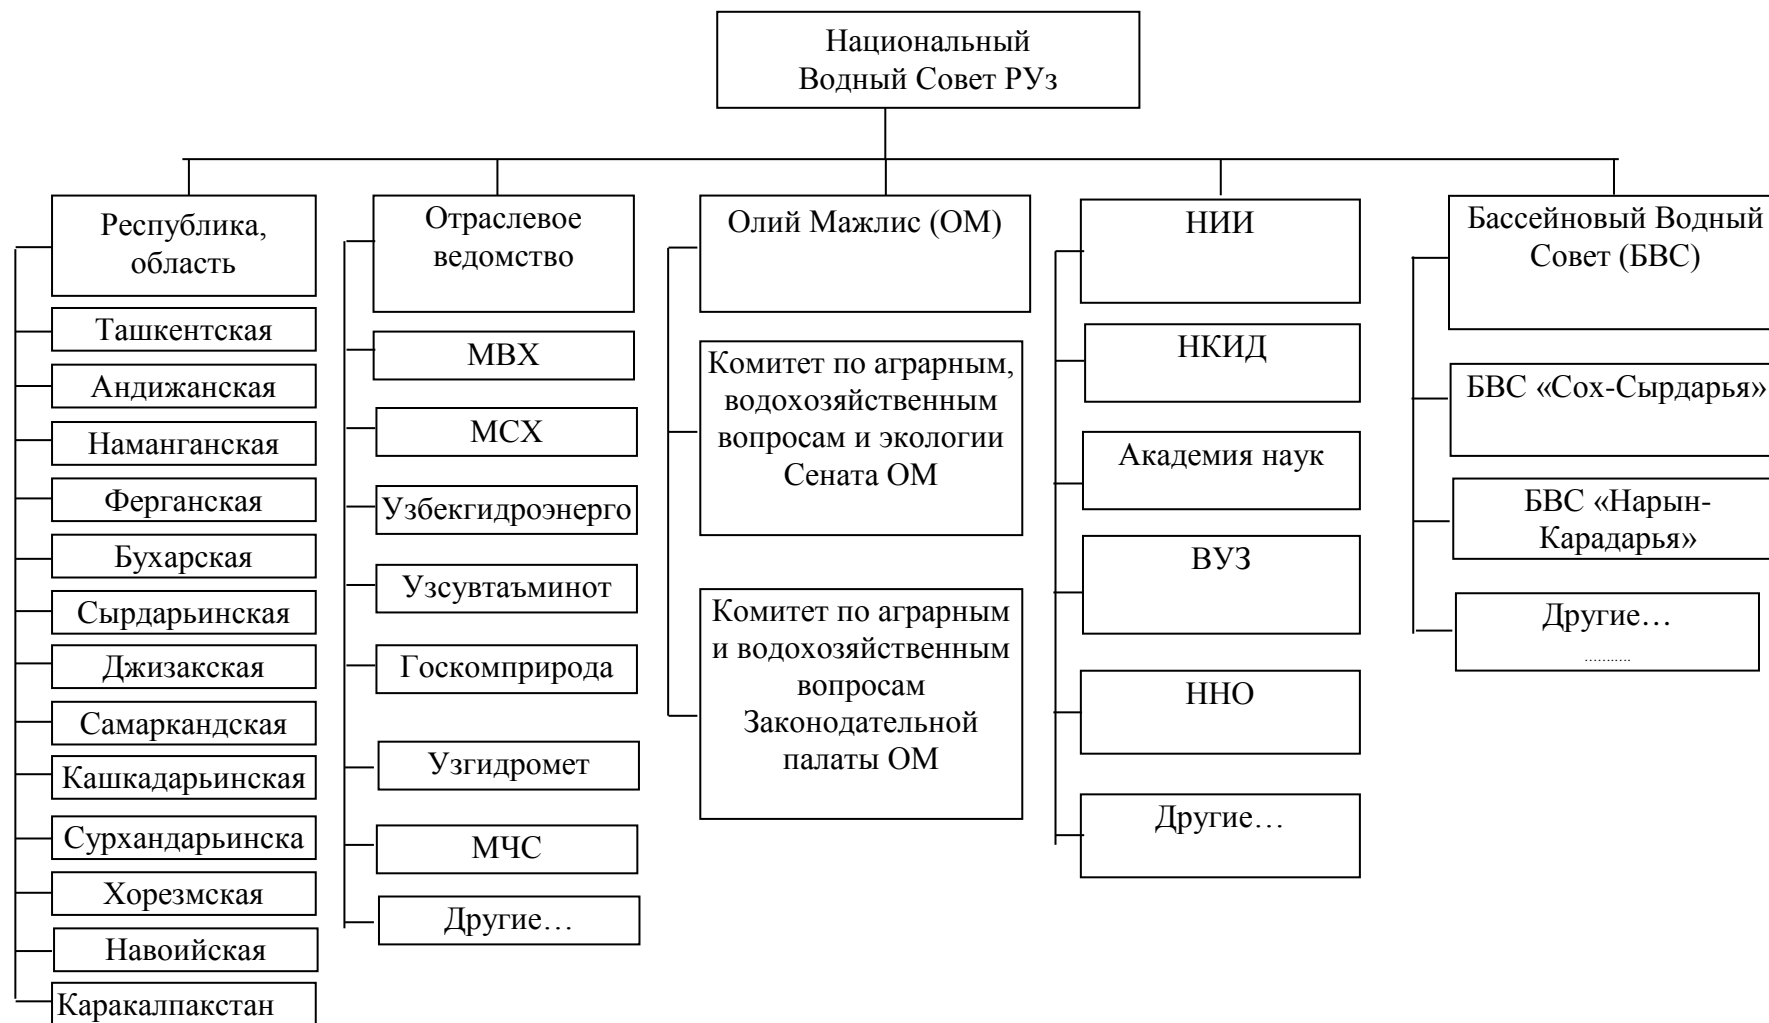 Национальный
Водный Совет РУз
Республика,
область
Ташкентская
Андижанская
Наманганская
Ферганская
Бухарская
Сырдарьинская
Джизакская
Самаркандская
Кашкадарьинская
Сурхандарьинска
Хорезмская
Навоийская
Каракалпакстан
Отраслевое
ведомство
МВХ
МСХ
Узбекгидроэнерго
Узсувтаъминот
Госкомприрода
Узгидромет
МЧС
Другие…
Олий Мажлис (ОМ)
Комитет по аграрным,
водохозяйственным
вопросам и экологии
Сената ОМ
Комитет по аграрным
и водохозяйственным
вопросам
Законодательной
палаты ОМ
НИИ
НКИД
Академия наук
ВУЗ
ННО
Другие…
Бассейновый Водный
Совет (БВС)
БВС «Сох-Сырдарья»
БВС «Нарын-
Карадарья»
Другие…
...........